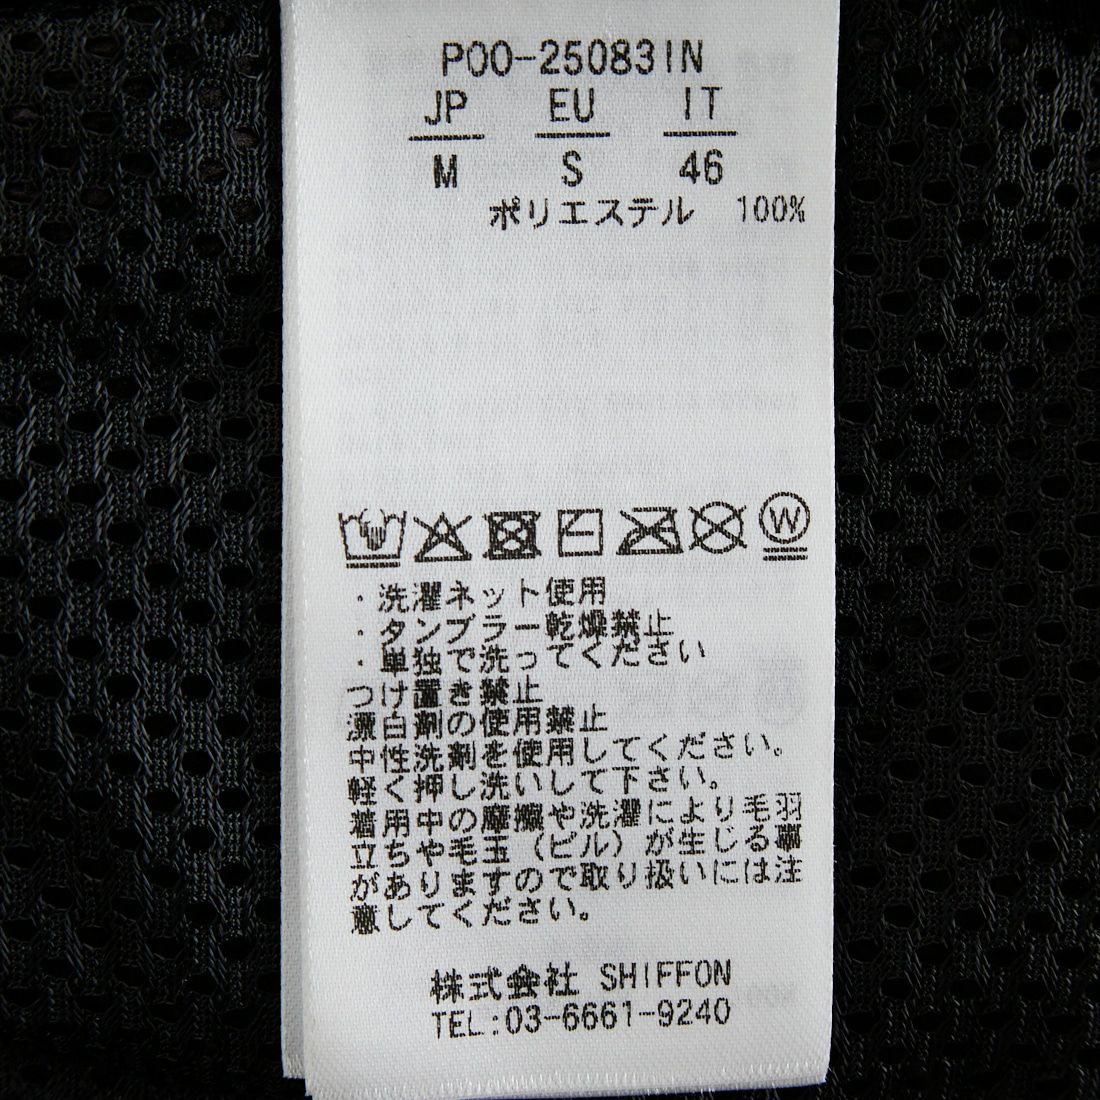 P00-25083IN
JP EU IT
M S 46
ポリエステル 100%
W
・洗濯ネット使用
・タンブラー乾燥禁止
・単独で洗ってください
つけ置き禁止
漂白剤の使用禁止
中性洗剤を使用してください。
軽く押し洗いして下さい。
着用中の摩擦や洗濯により毛羽
立ちや毛玉（ピル）が生じる事
がありますので取り扱いには注
意してください。
株式会社 SHIFFON
TEL:03-6661-9240